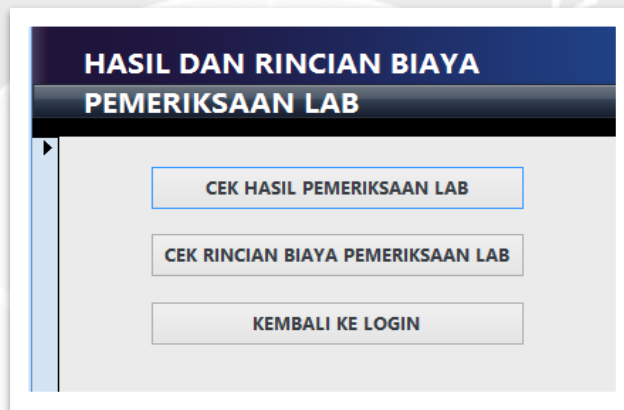 HASIL DAN RINCIAN BIAYA
PEMERIKSAAN LAB
CEK HASIL PEMERIKSAAN LAB
CEK RINCIAN BIAYA PEMERIKSAAN LAB
KEMBALI KE LOGIN